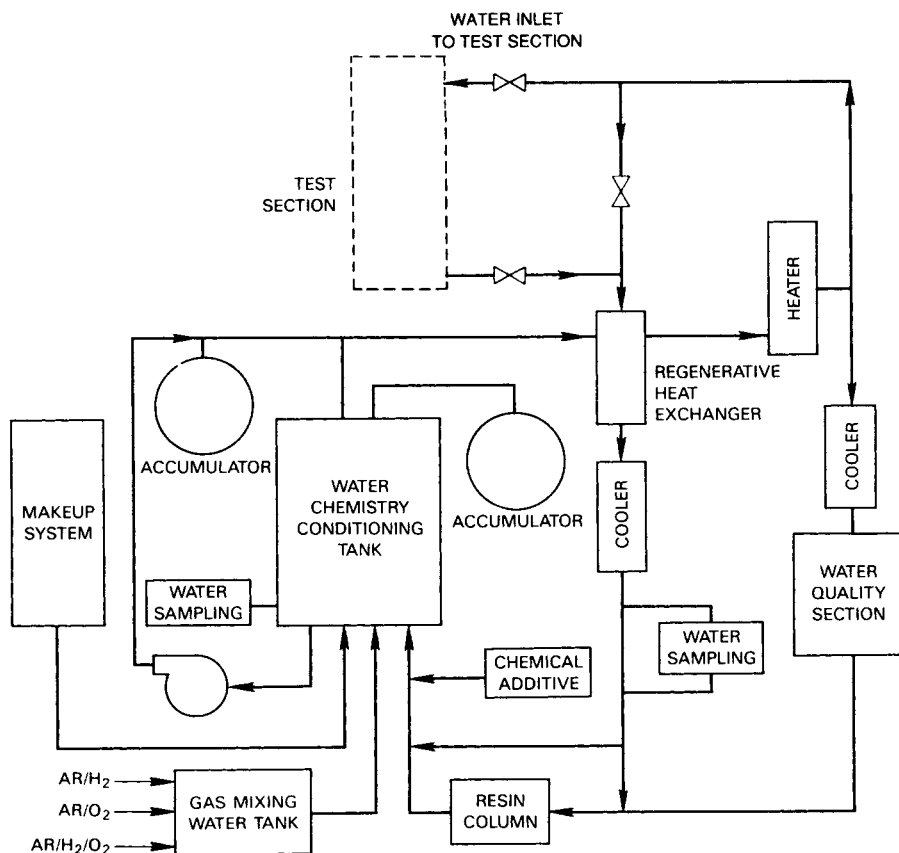 WATER INLET
TO TEST SECTION
TEST
SECTION
HEATER
REGENERATIVE
HEAT
EXCHANGER
ACCUMULATOR
MAKEUP
SYSTEM
WATER
CHEMISTRY
CONDITIONING
TANK
ACCUMULATOR
COOLER
COOLER
WATER
QUALITY
SECTION
WATER
SAMPLING
WATER
SAMPLING
CHEMICAL
ADDITIVE
AR/H2
AR/O2
AR/H2/O2
GAS MIXING
WATER TANK
RESIN
COLUMN